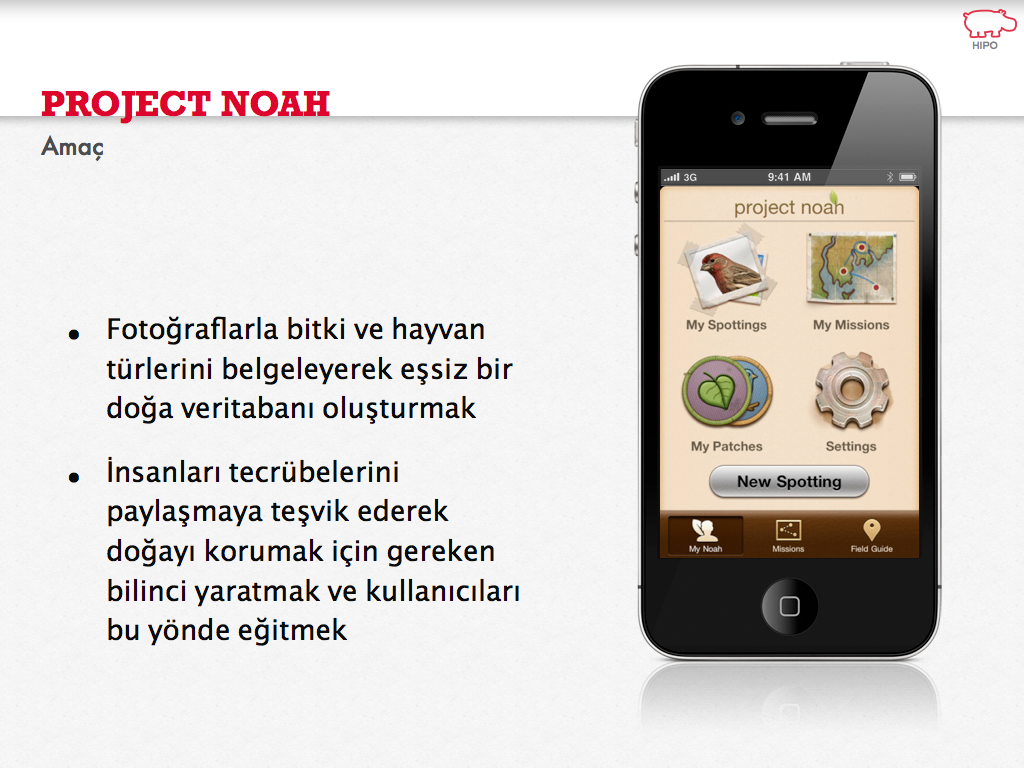 HIPO
PROJECT NOAH
Amaç
• Fotoğraflarla bitki ve hayvan
türlerini belgeleyerek eşsiz bir
doğa veritabanı oluşturmak
• İnsanları tecrübelerini
paylaşmaya teşvik ederek
doğayı korumak için gereken
bilinci yaratmak ve kullanıcıları
bu yönde eğitmek
3G 9:41 AM
project noah
My Spottings My Missions
My Patches Settings
New Spotting
My Noah Missions Field Guide